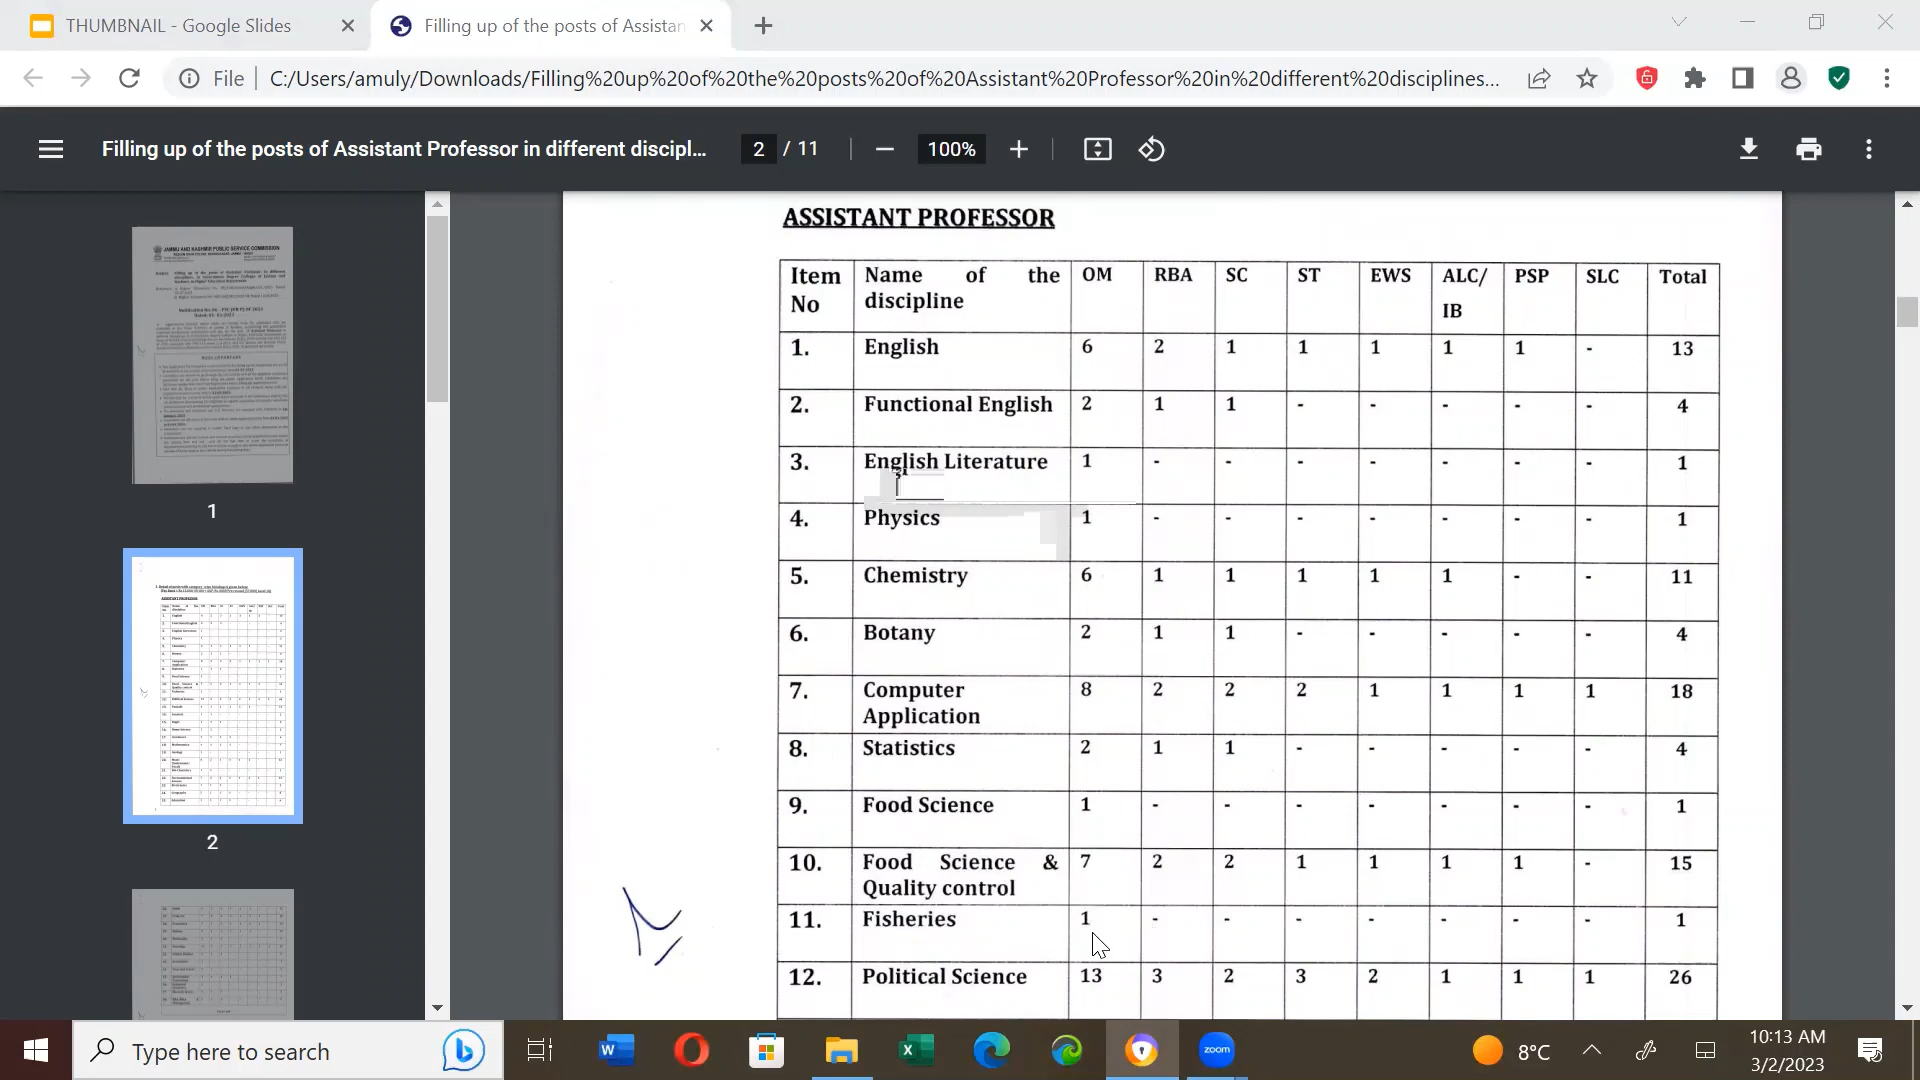 THUMBNAIL - Google Slides
Filling up of the posts of Assistan
File
C:/Users/amuly/Downloads/Filling%20up%20of%20the%20posts%20of%20Assistant%20Professor%20in%20different%20disciplines...
Filling up of the posts of Assistant Professor in different discipl...
2 / 11
100%
JAMMU AND KASHMIR PUBLIC SERVICE COMMISSION
1
2
ASSISTANT PROFESSOR
Item No Name of the discipline OM RBA SC ST EWS ALC/ IB PSP SLC Total
1. English 6 2 1 1 1 1 1 - 13
2. Functional English 2 1 1 - - - - - 4
3. English Literature 1 - - - - - - - 1
4. Physics 1 - - - - - - - 1
5. Chemistry 6 1 1 1 1 1 - - 11
6. Botany 2 1 1 - - - - - 4
7. Computer Application 8 2 2 2 1 1 1 1 18
8. Statistics 2 1 1 - - - - - 4
9. Food Science 1 - - - - - - - 1
10. Food Science & Quality control 7 2 2 1 1 1 1 - 15
11. Fisheries 1 - - - - - - - 1
12. Political Science 13 3 2 3 2 1 1 1 26
Type here to search
zoom
8°C
10:13 AM
3/2/2023